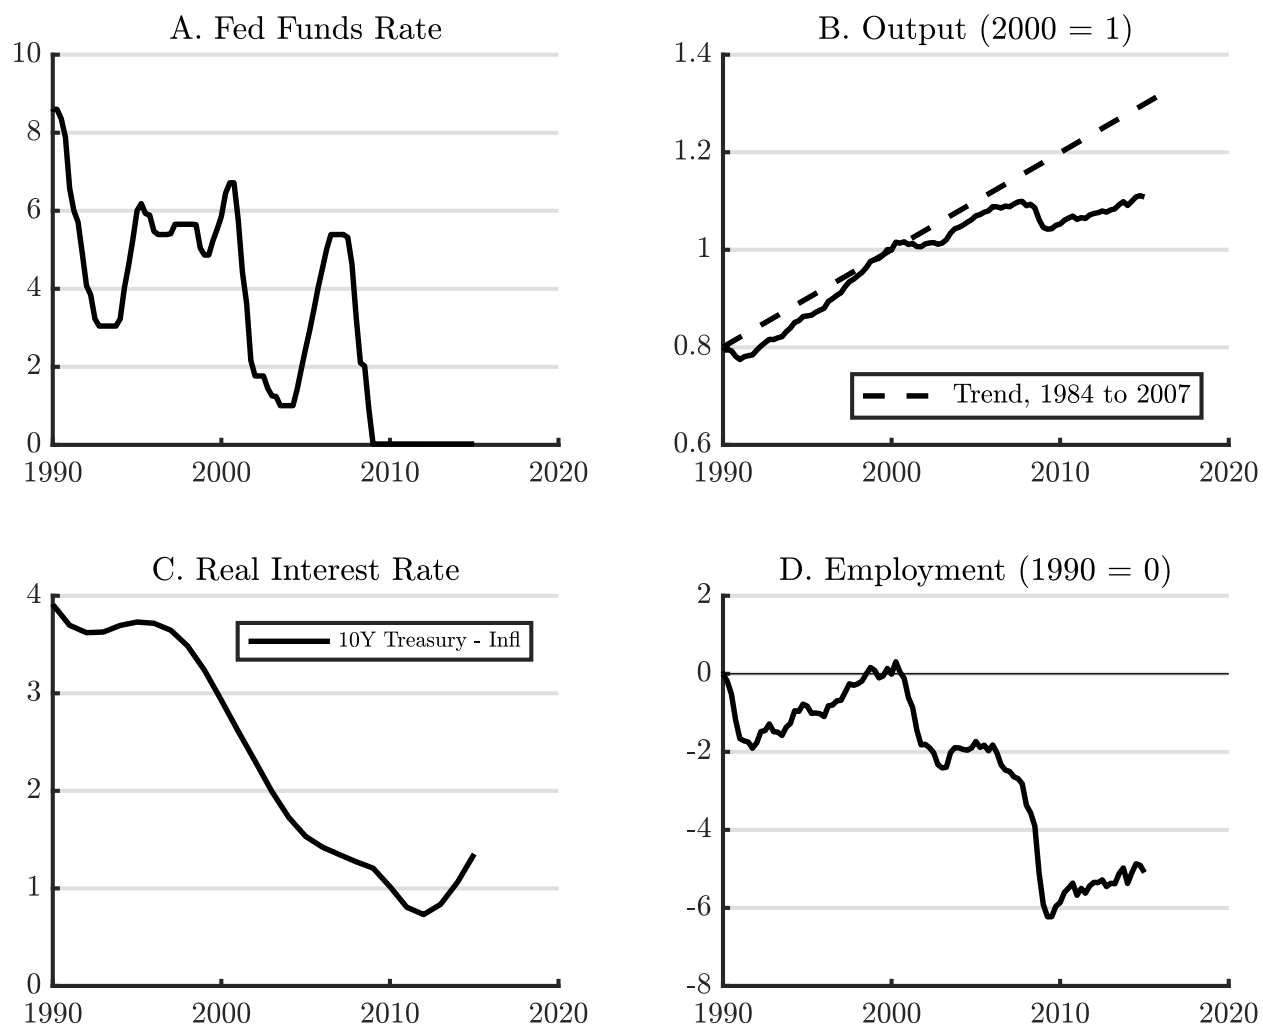 A. Fed Funds Rate
10
8
6
4
2
0
1990 2000 2010 2020
B. Output (2000 = 1)
1.4
1.2
1
0.8
0.6
Trend, 1984 to 2007
1990 2000 2010 2020
C. Real Interest Rate
4
3
2
1
0
10Y Treasury - Infl
1990 2000 2010 2020
D. Employment (1990 = 0)
2
0
-2
-4
-6
-8
1990 2000 2010 2020